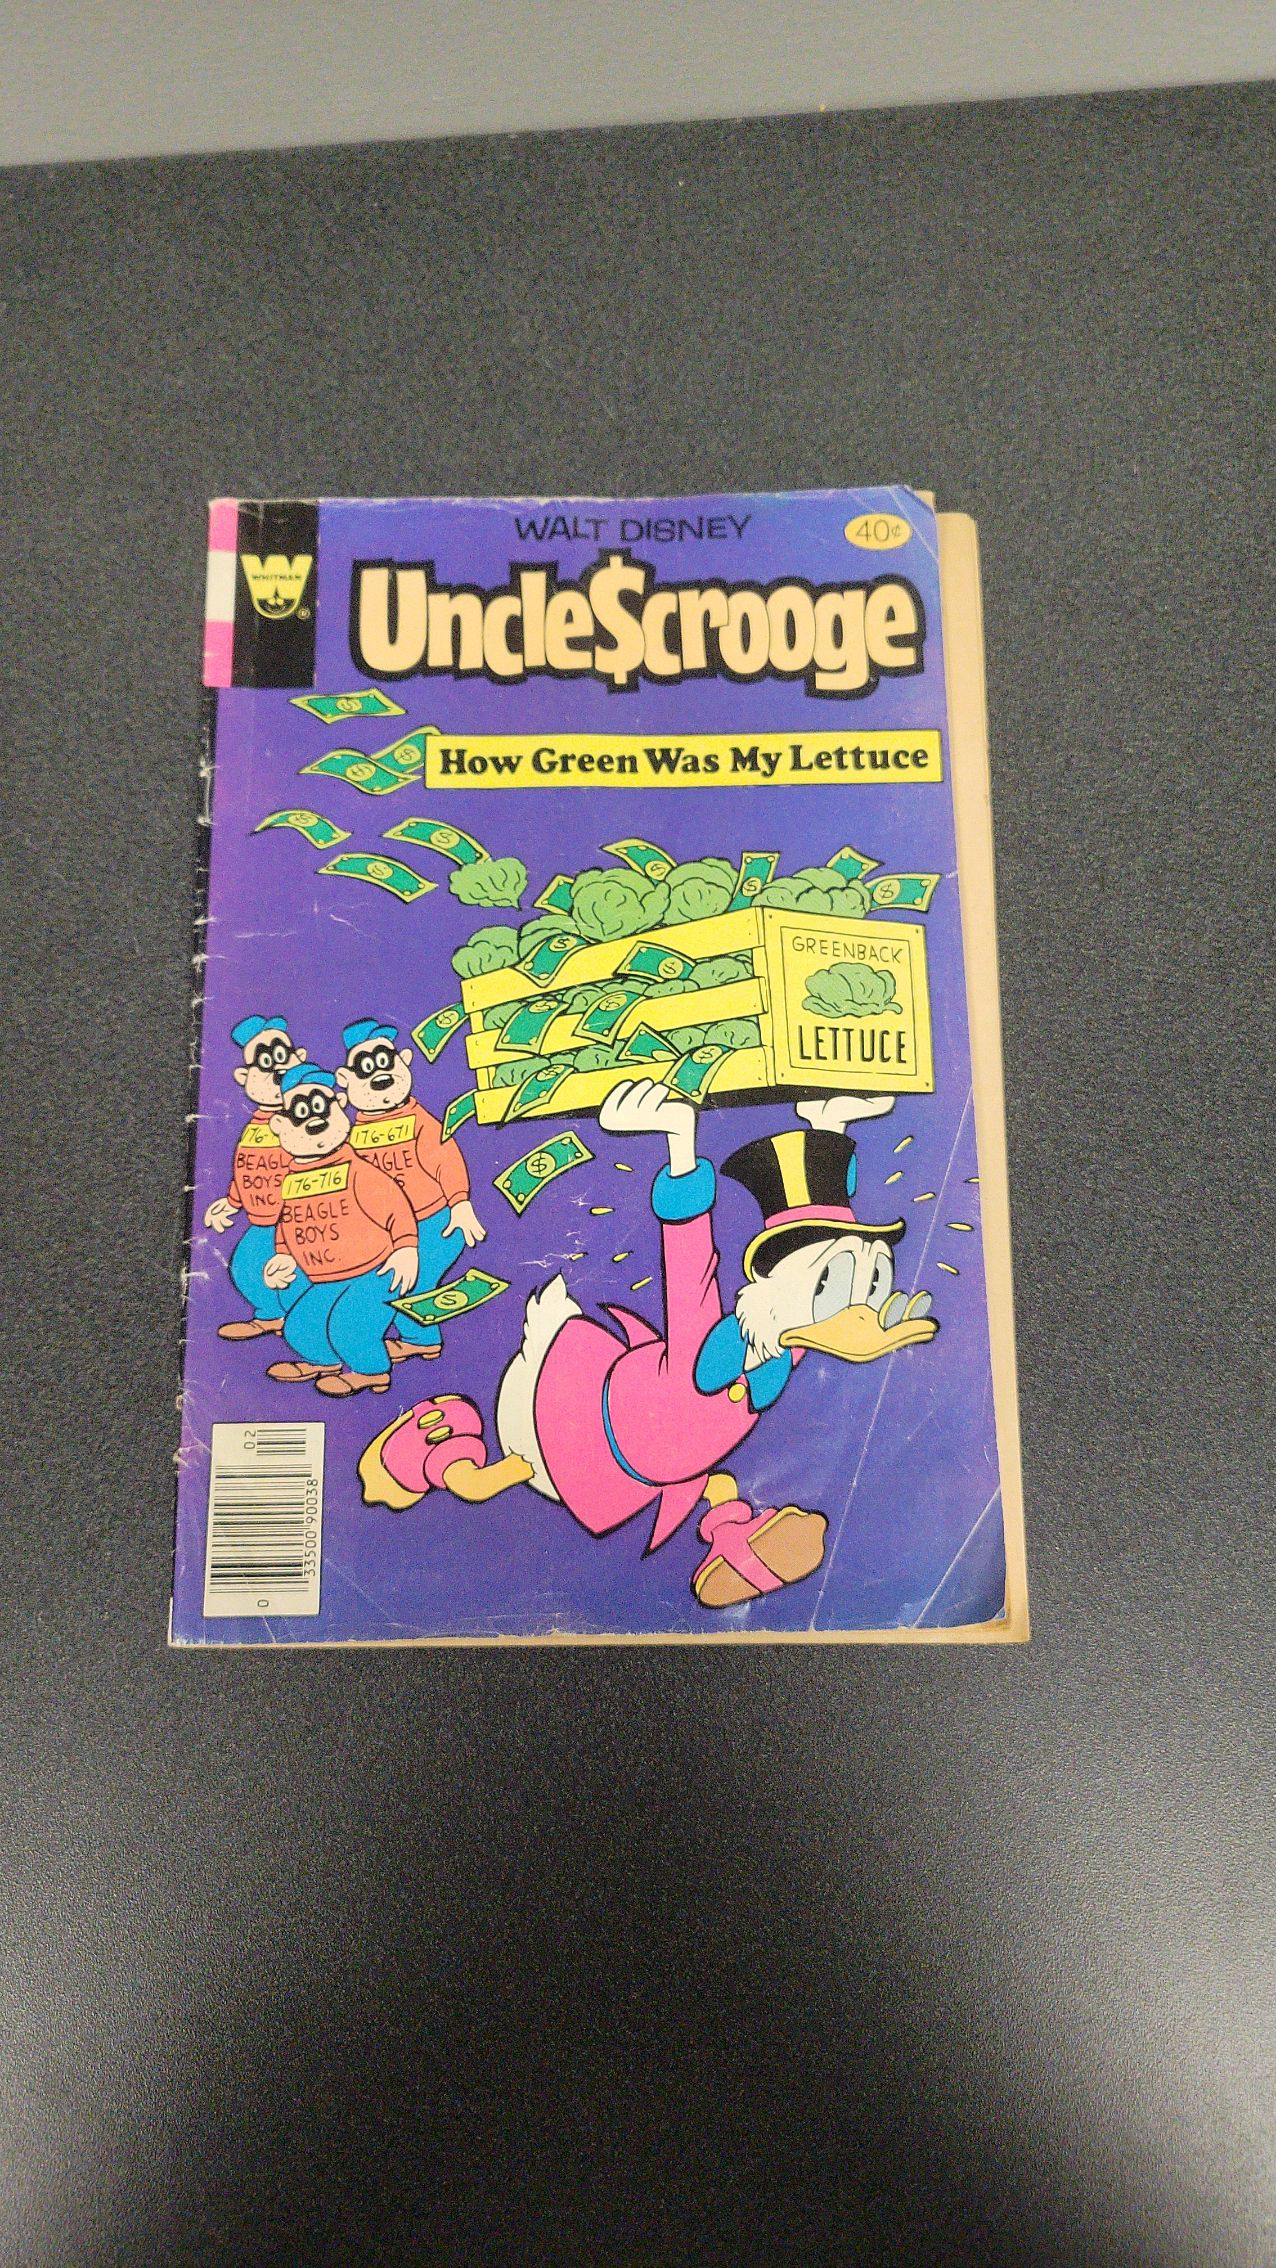 WALT DISNEY
40¢
WHITMAN
®
Uncle$crooge
How Green Was My Lettuce
GREENBACK
LETTUCE
176-671
BEAGLE
BOYS
INC.
176-716
BEAGLE
BOYS
INC.
02
33500 90038
0